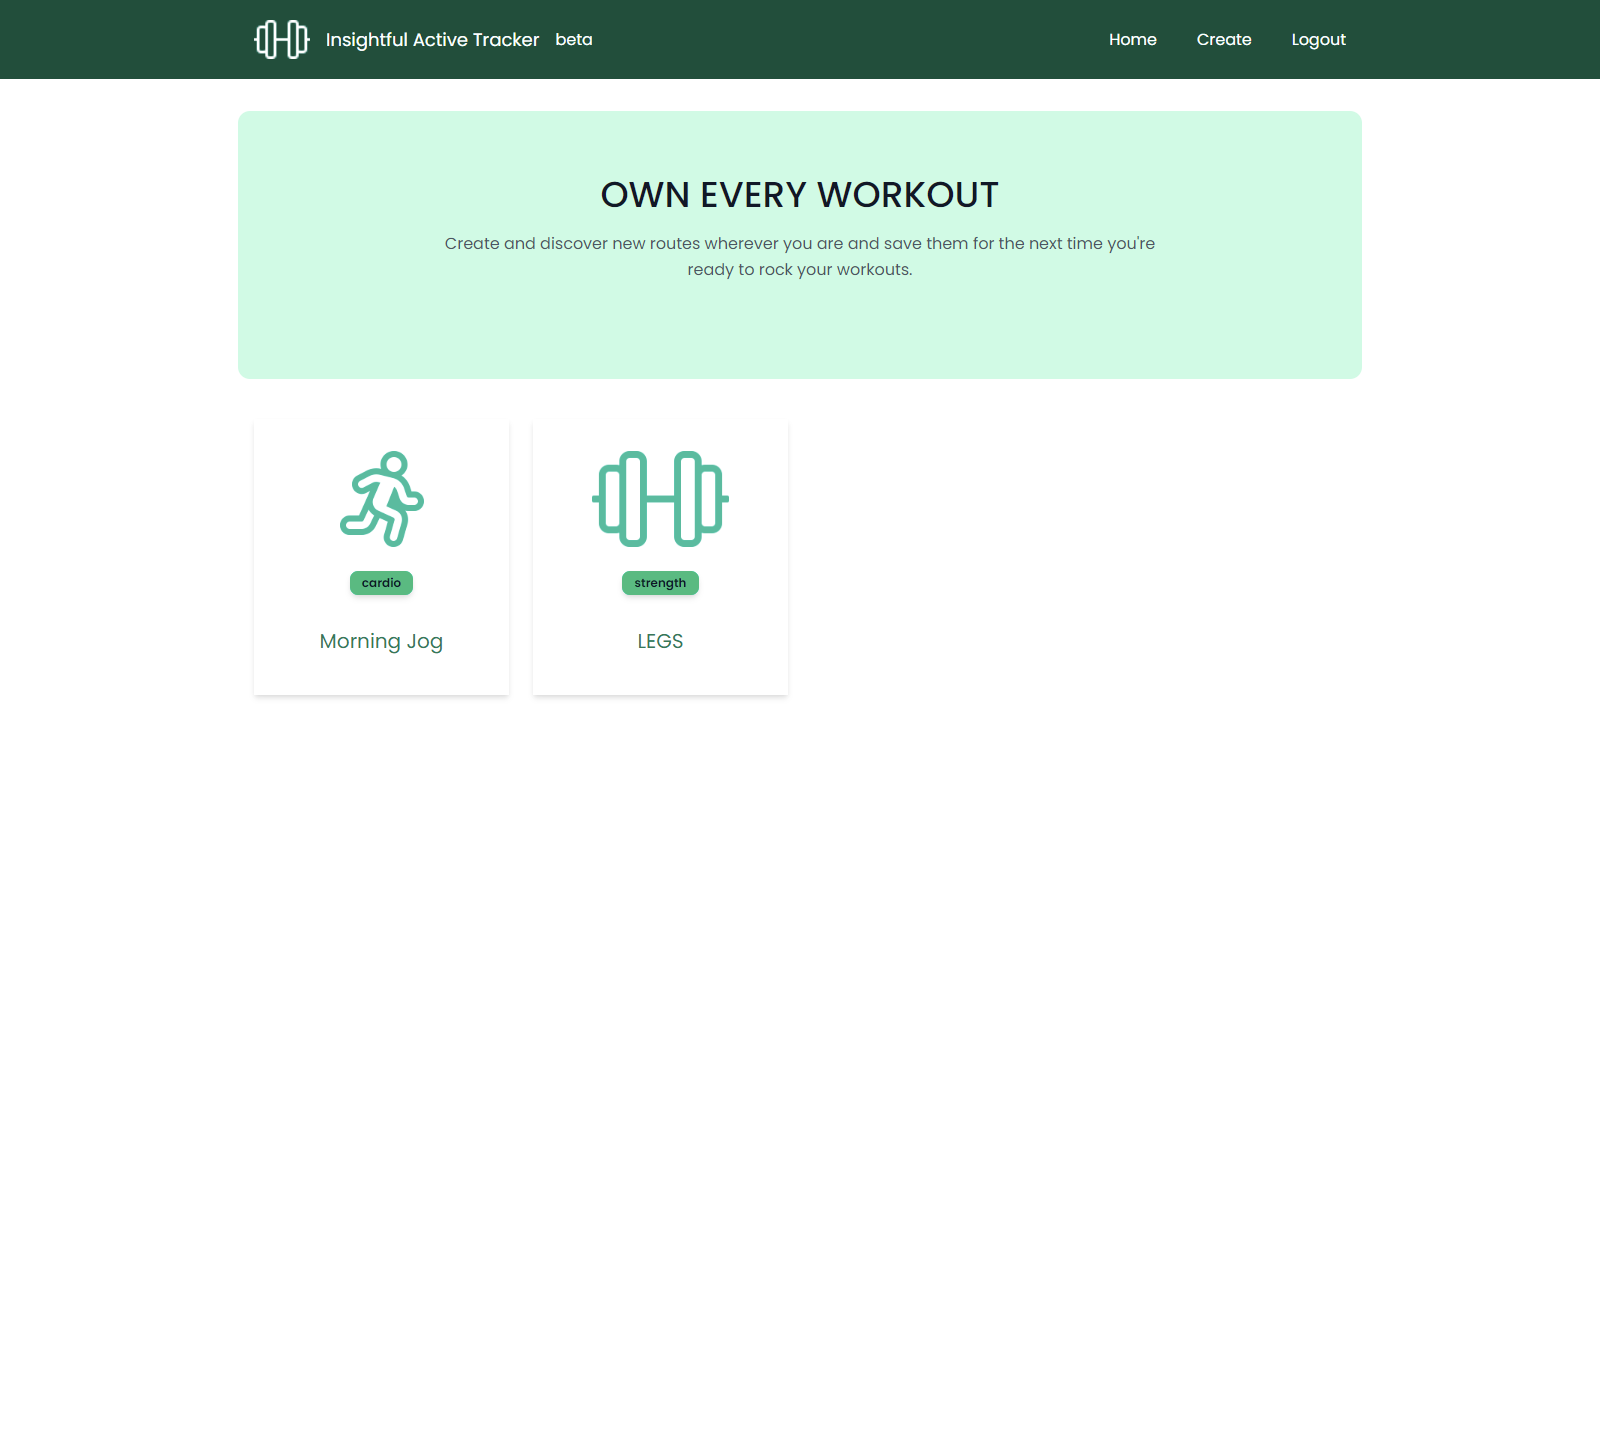 Insightful Active Tracker beta Home Create Logout
OWN EVERY WORKOUT
Create and discover new routes wherever you are and save them for the next time you're
ready to rock your workouts.
cardio
Morning Jog
strength
LEGS